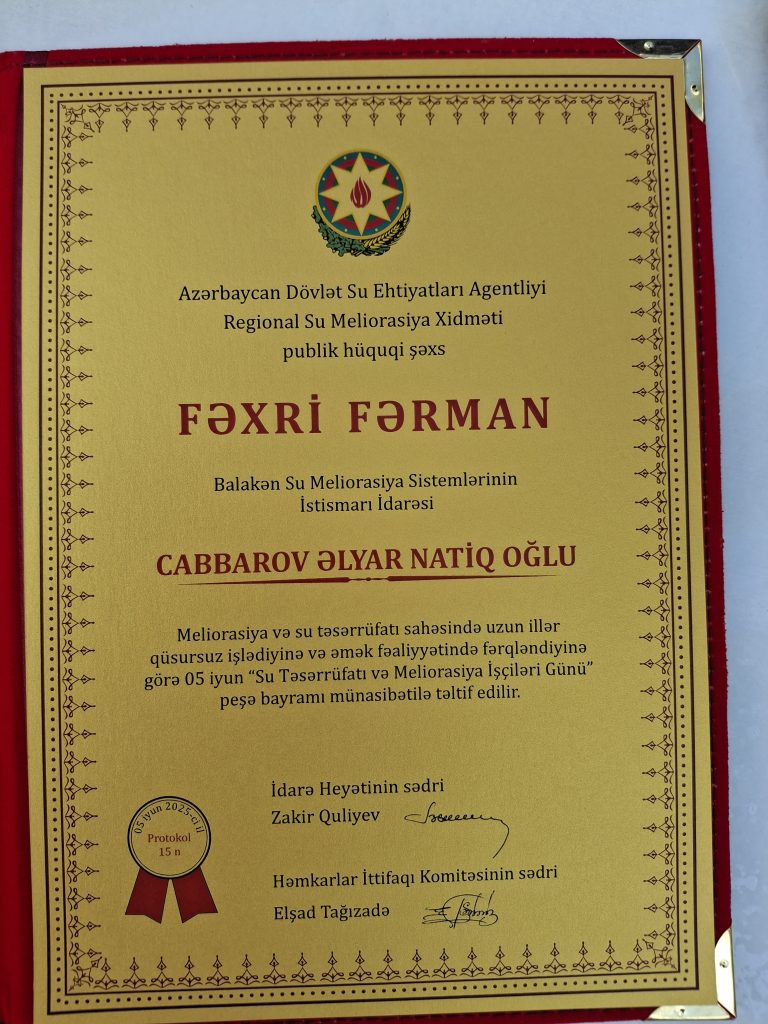 Azərbaycan Dövlət Su Ehtiyatları Agentliyi
Regional Su Meliorasiya Xidməti
publik hüquqi şəxs
FƏXRİ FƏRMAN
Balakən Su Meliorasiya Sistemlərinin
İstismarı İdarəsi
CABBAROV ƏLYAR NATİQ OĞLU
Meliorasiya və su təsərrüfatı sahəsində uzun illər
qüsursuz işlədiyinə və əmək fəaliyyətində fərqləndiyinə
görə 05 iyun “Su Təsərrüfatı və Meliorasiya İşçiləri Günü”
peşə bayramı münasibətilə təltif edilir.
İdarə Heyətinin sədri
Zakir Quliyev
05 iyun 2025-ci il
Protokol
15 n
Həmkarlar İttifaqı Komitəsinin sədri
Elşad Tağızadə